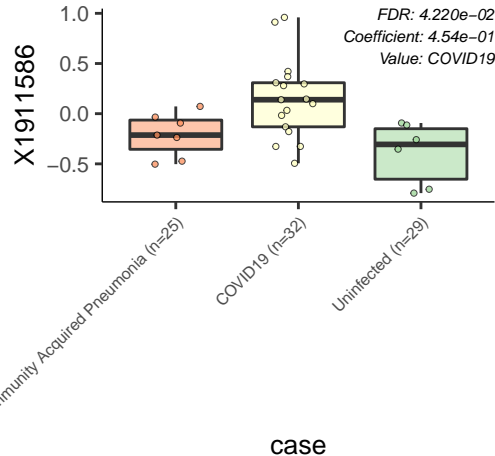 FDR: 4.220e−02
Coefficient: 4.54e−01
Value: COVID19
1.0
0.5
0.0
−0.5
X1911586
Acquired Pneumonia (n=25)
COVID19 (n=32)
Uninfected (n=29)
case